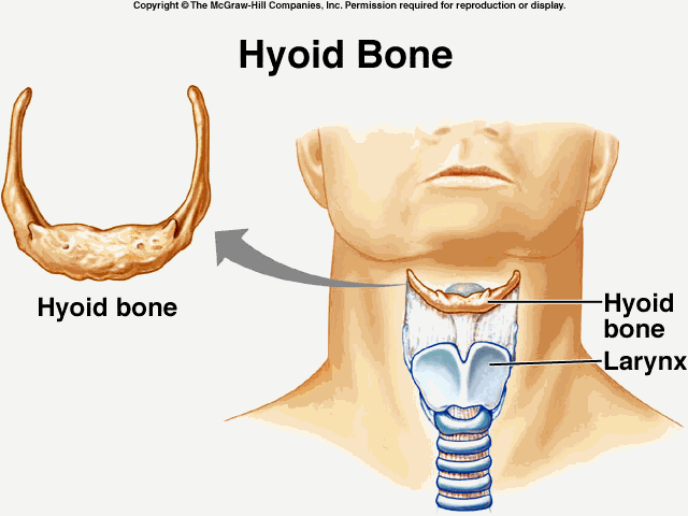 Copyright © The McGraw-Hill Companies, Inc. Permission required for reproduction or display.
Hyoid Bone
Hyoid bone
Hyoid
bone
Larynx